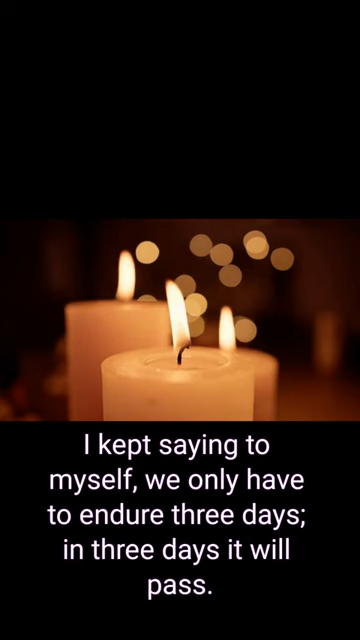 I kept saying to
myself, we only have
to endure three days;
in three days it will
pass.